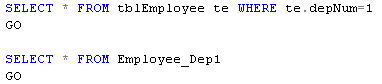 SELECT * FROM tblEmployee te WHERE te.depNum=1
GO
SELECT * FROM Employee_Dep1
GO